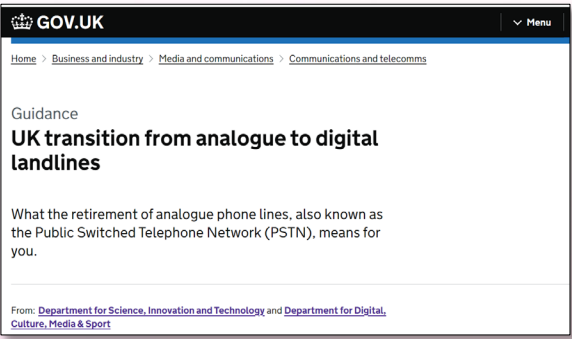 GOV.UK
Menu
Home > Business and industry > Media and communications > Communications and telecomms
Guidance
UK transition from analogue to digital
landlines
What the retirement of analogue phone lines, also known as
the Public Switched Telephone Network (PSTN), means for
you.
From: Department for Science, Innovation and Technology and Department for Digital,
Culture, Media & Sport